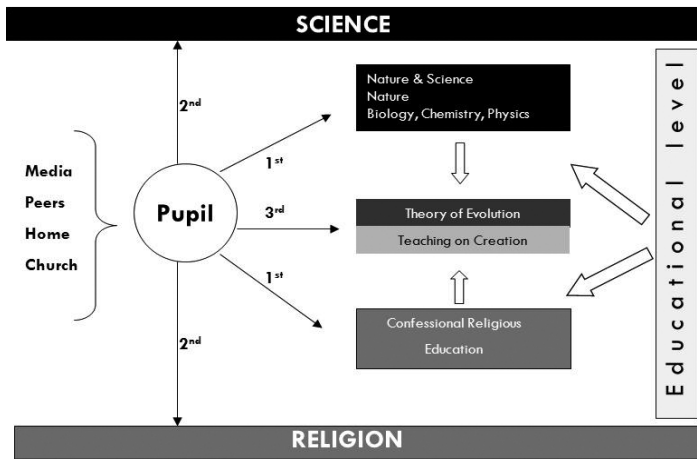 SCIENCE
2nd
Nature & Science
Nature
Biology, Chemistry, Physics
1st
Media
Peers
Home
Church
Pupil
3rd
Theory of Evolution
Teaching on Creation
1st
Confessional Religious
Education
2nd
Educational level
RELIGION